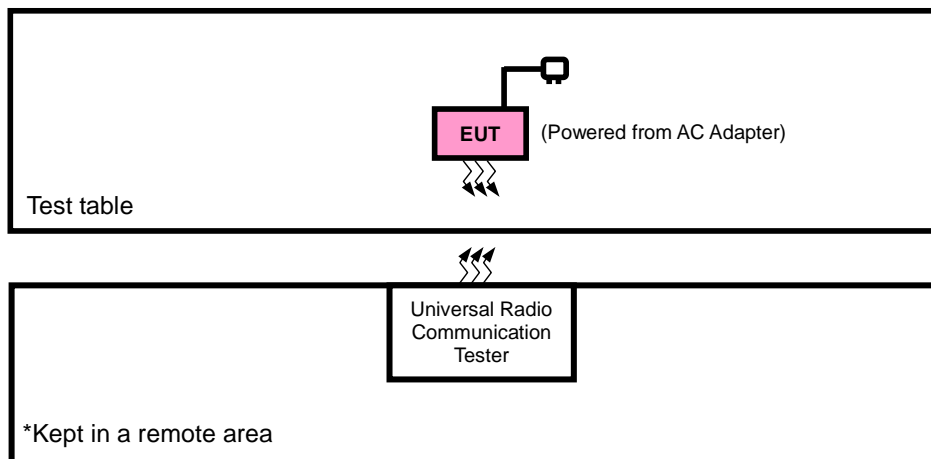 EUT
(Powered from AC Adapter)
Test table
Universal Radio
Communication
Tester
*Kept in a remote area